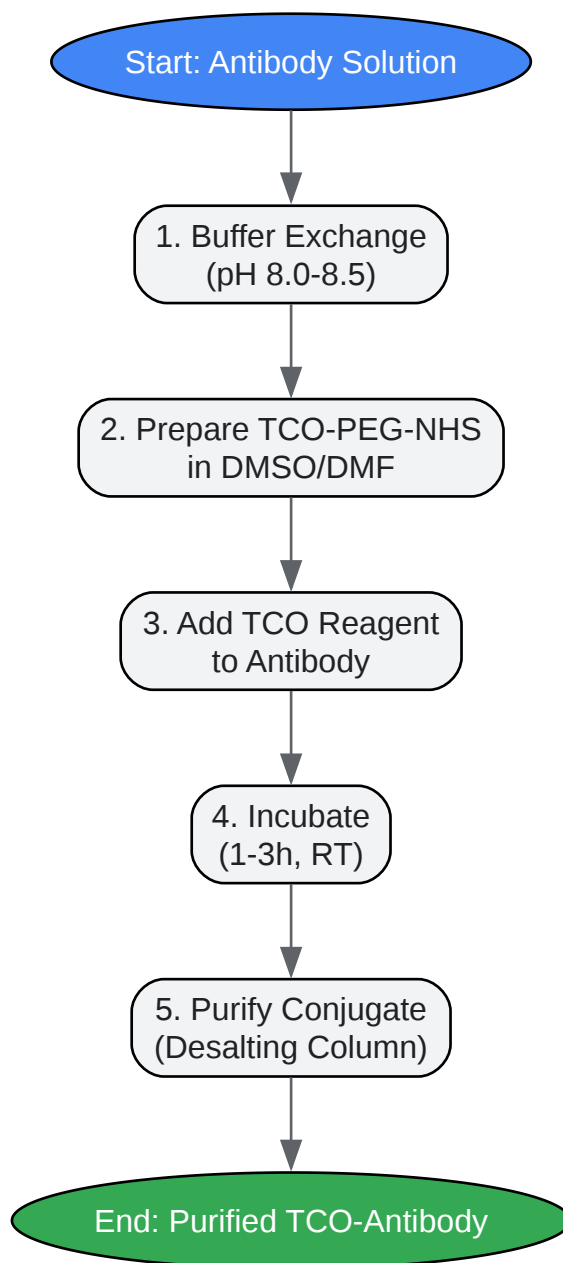 Start: Antibody Solution
1. Buffer Exchange
(pH 8.0-8.5)
2. Prepare TCO-PEG-NHS
in DMSO/DMF
3. Add TCO Reagent
to Antibody
4. Incubate
(1-3h, RT)
5. Purify Conjugate
(Desalting Column)
End: Purified TCO-Antibody